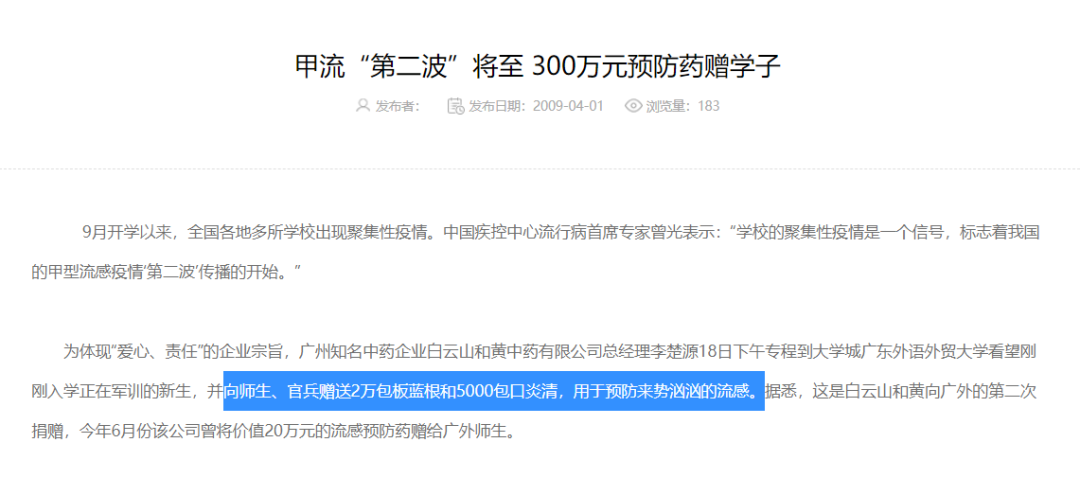 甲流“第二波”将至 300万元预防药赠学子
发布者： 发布日期：2009-04-01 浏览量：183
9月开学以来，全国各地多所学校出现聚集性疫情。中国疾控中心流行病首席专家曾光表示：“学校的聚集性疫情是一个信号，标志着我国
的甲型流感疫情‘第二波’传播的开始。”
为体现“爱心、责任”的企业宗旨，广州知名中药企业白云山和黄中药有限公司总经理李楚源18日下午专程到大学城广东外语外贸大学看望刚
刚入学正在军训的新生，并向师生、官兵赠送2万包板蓝根和5000包口炎清，用于预防来势汹汹的流感。据悉，这是白云山和黄向广外的第二次
捐赠，今年6月份该公司曾将价值20万元的流感预防药赠给广外师生。